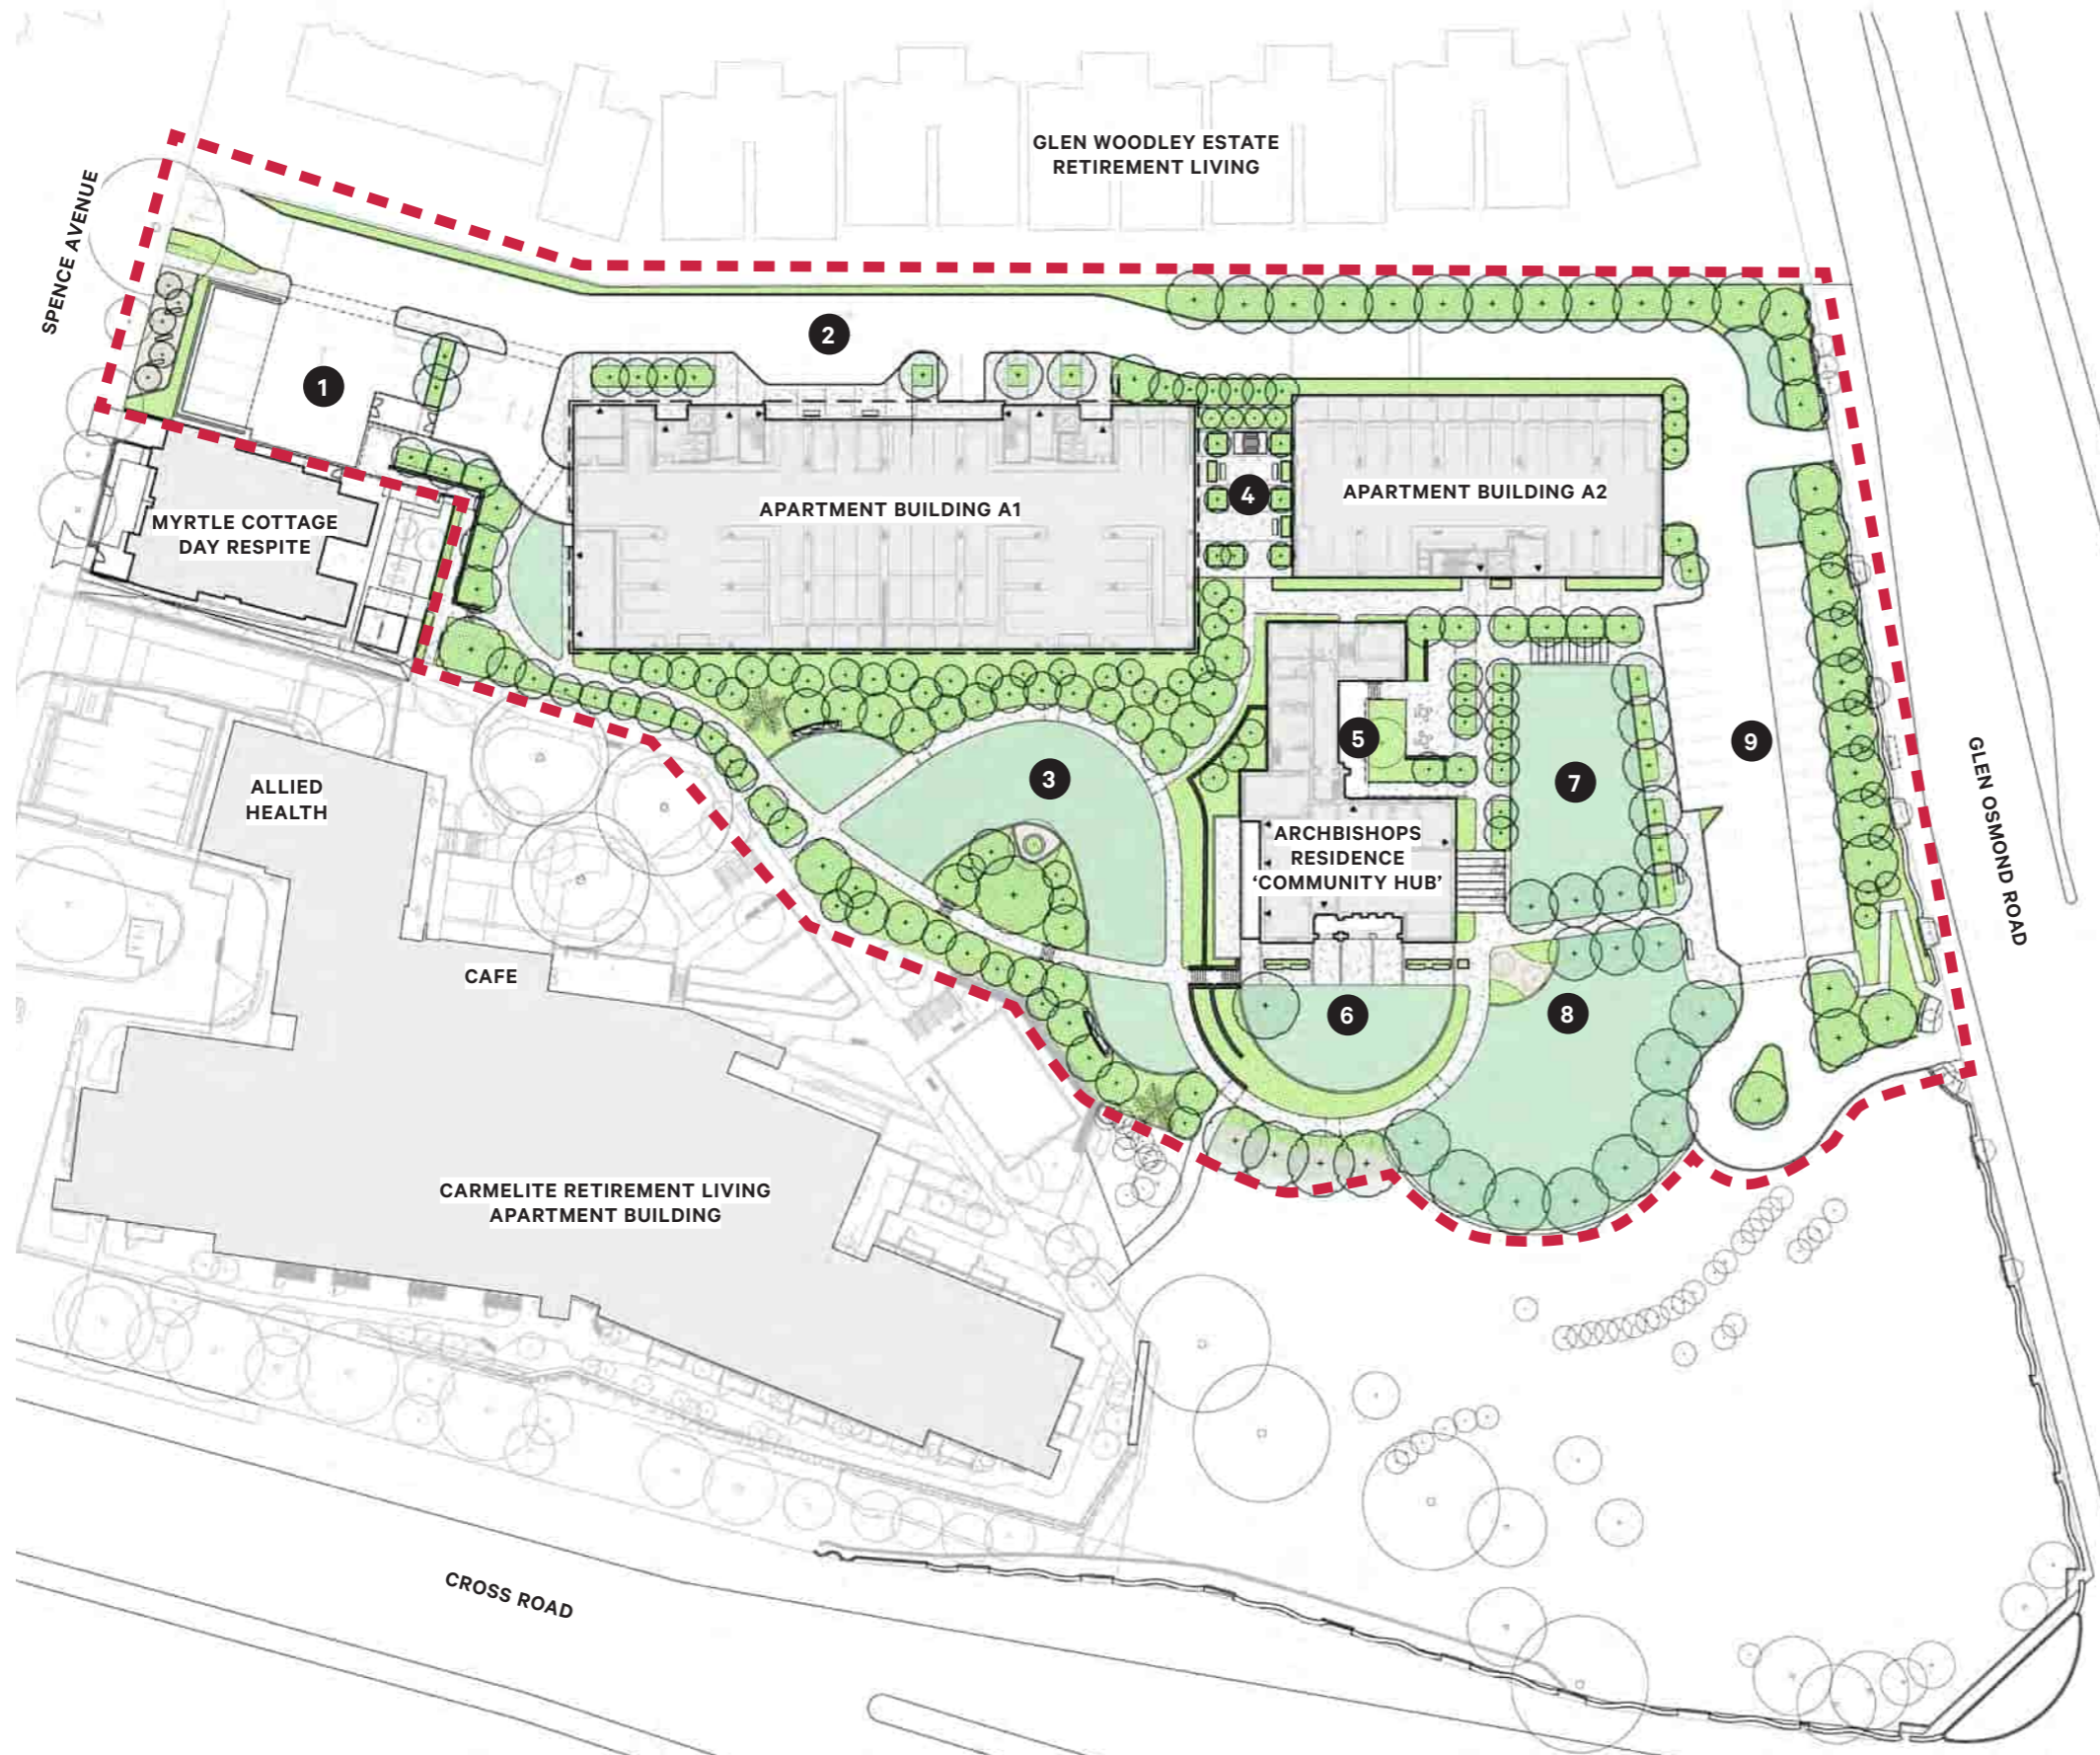 GLEN WOODLEY ESTATE
RETIREMENT LIVING
SPENCE AVENUE
2
1
4
APARTMENT BUILDING A1
APARTMENT BUILDING A2
MYRTLE COTTAGE
DAY RESPITE
3
5
7
9
GLEN OSMOND ROAD
ALLIED
HEALTH
ARCHBISHOPS
RESIDENCE
‘COMMUNITY HUB’
CAFE
6
8
CARMELITE RETIREMENT LIVING
APARTMENT BUILDING
CROSS ROAD